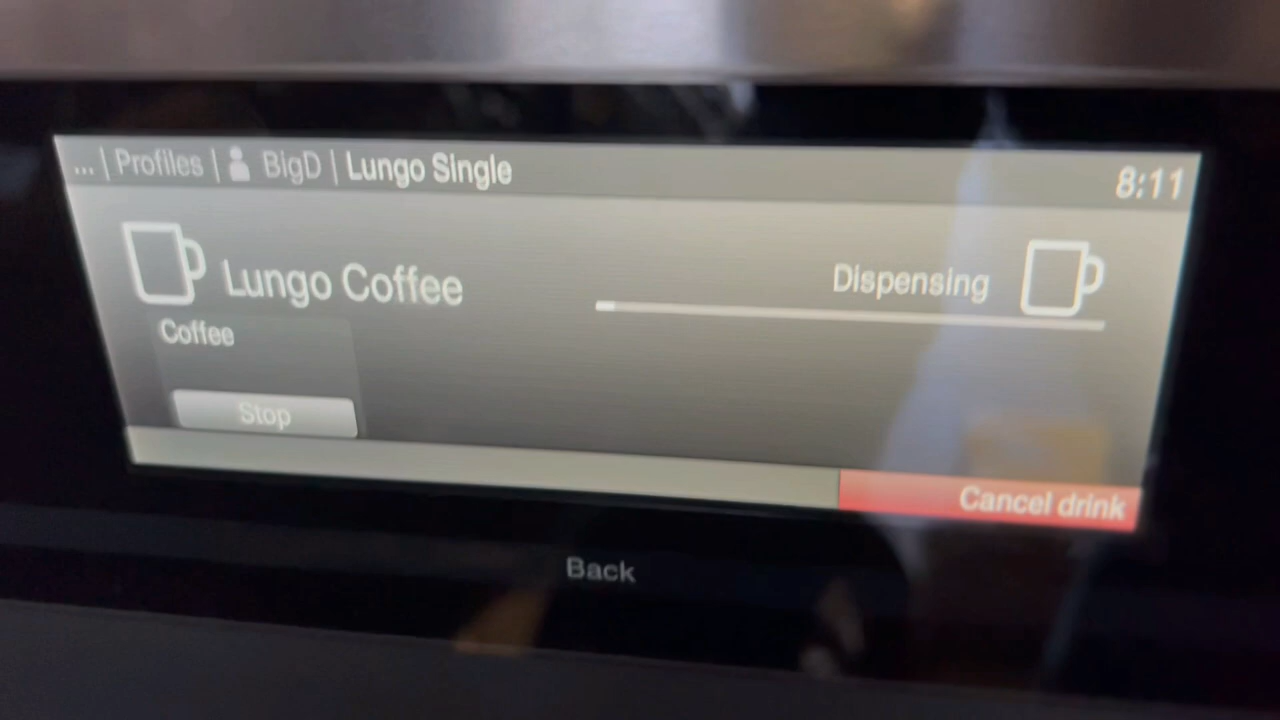 ... | Profiles | BigD | Lungo Single
8:11
Lungo Coffee
Dispensing
Coffee
Stop
Cancel drink
Back